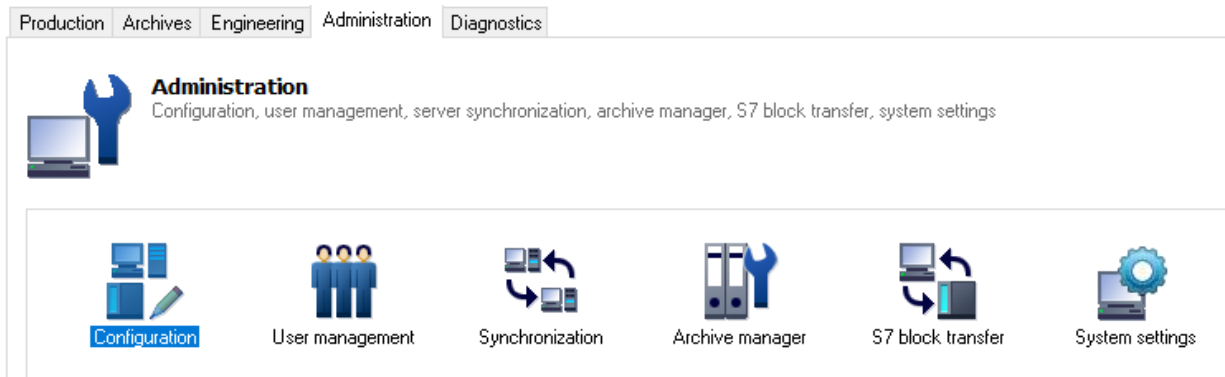 Production Archives Engineering Administration Diagnostics
Administration
Configuration, user management, server synchronization, archive manager, S7 block transfer, system settings
Configuration User management Synchronization Archive manager S7 block transfer System settings